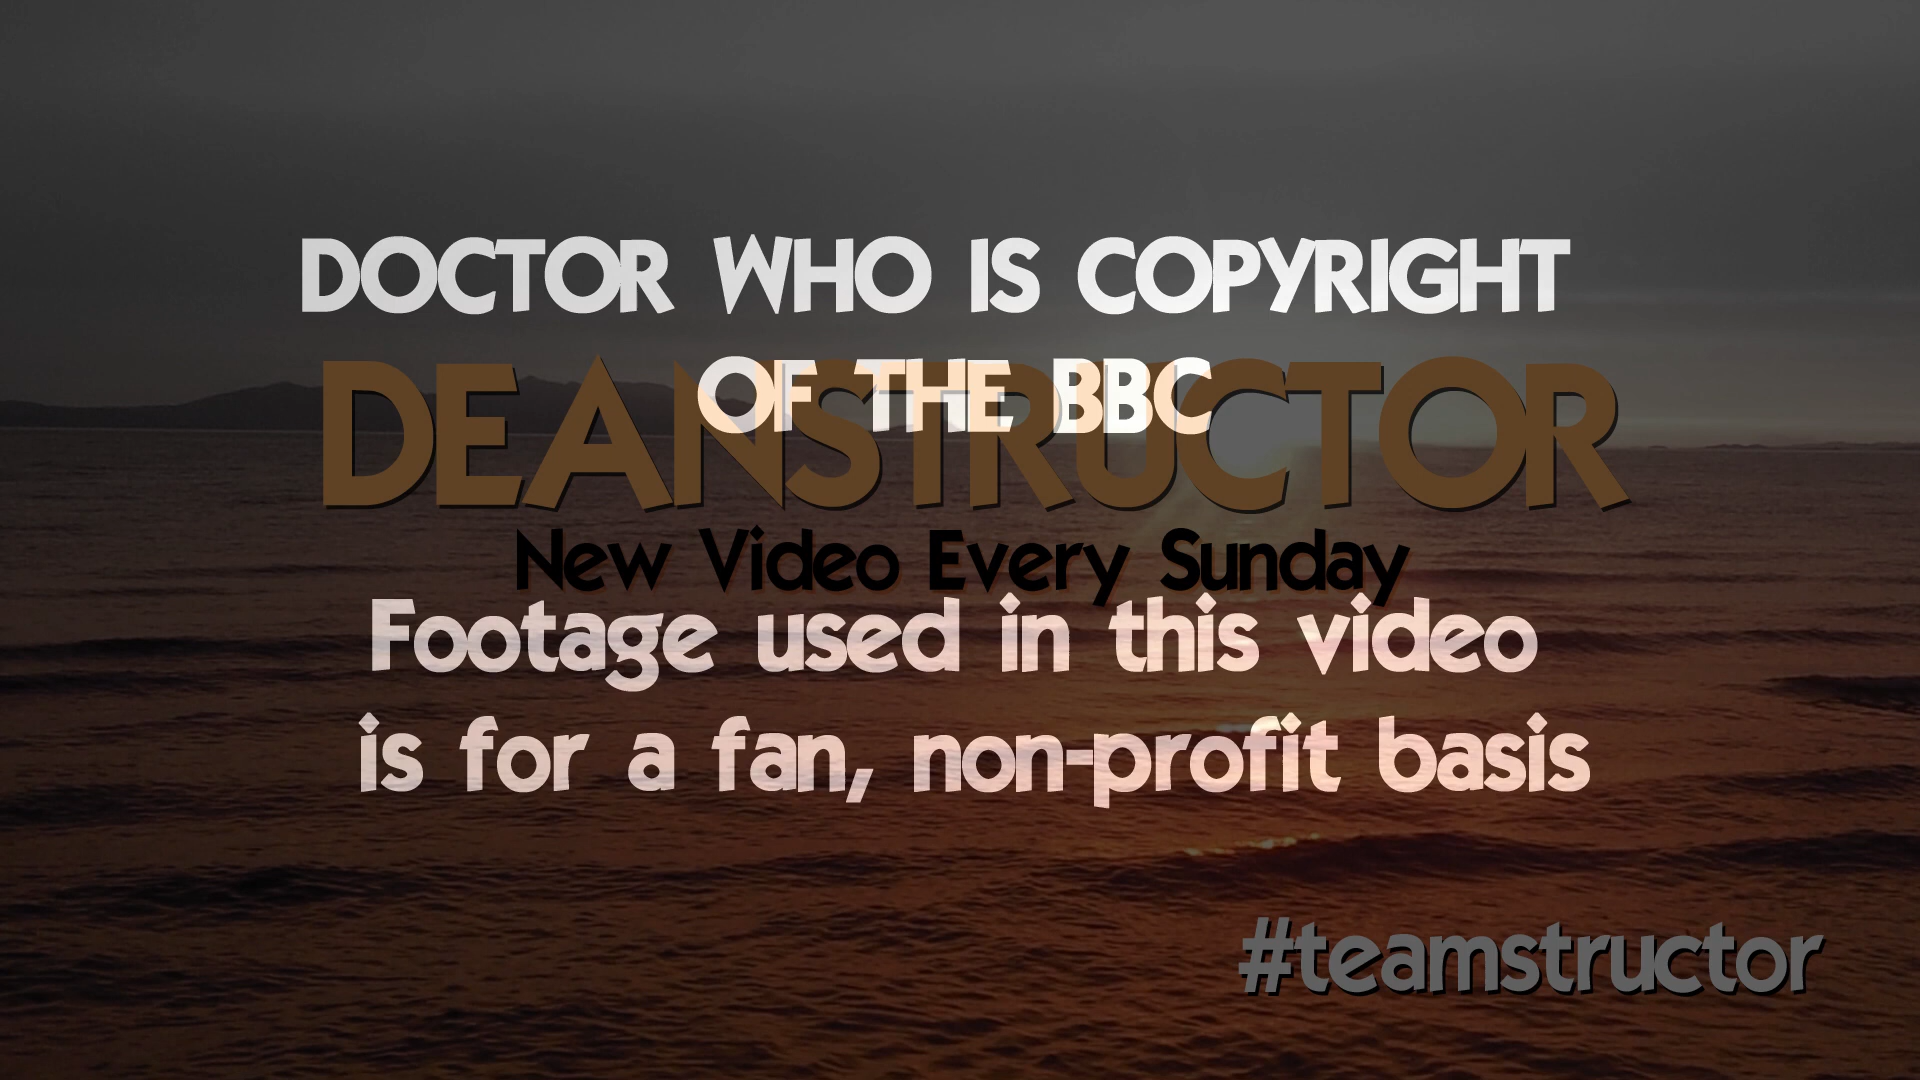 DOCTOR WHO IS COPYRIGHT
OF THE BBC
DEANSTRUCTOR
New Video Every Sunday
Footage used in this video
is for a fan, non-profit basis
#teamstructor